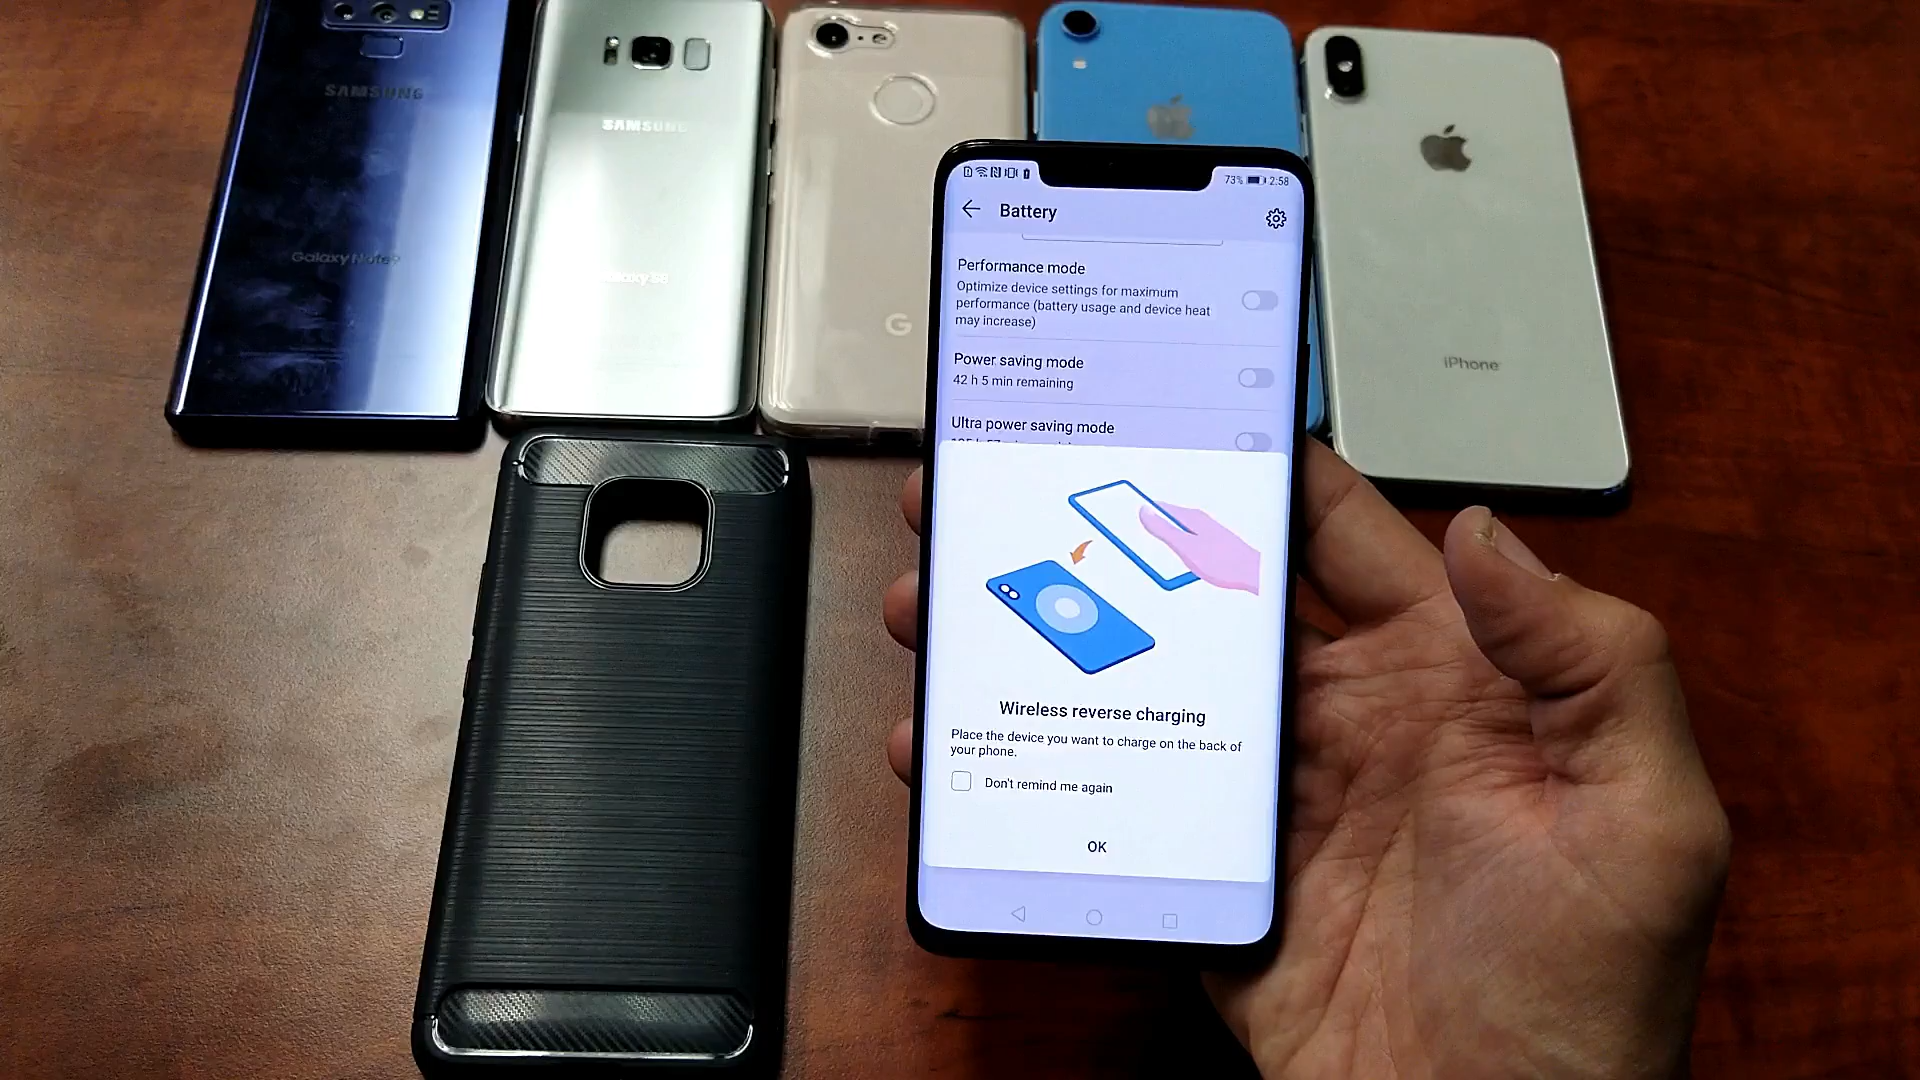 SAMSUNG
Galaxy Note9
SAMSUNG
Galaxy S8
G
iPhone
73% 2:58
Battery
Performance mode
Optimize device settings for maximum
performance (battery usage and device heat
may increase)
Power saving mode
42 h 5 min remaining
Ultra power saving mode
Wireless reverse charging
Place the device you want to charge on the back of
your phone.
Don't remind me again
OK